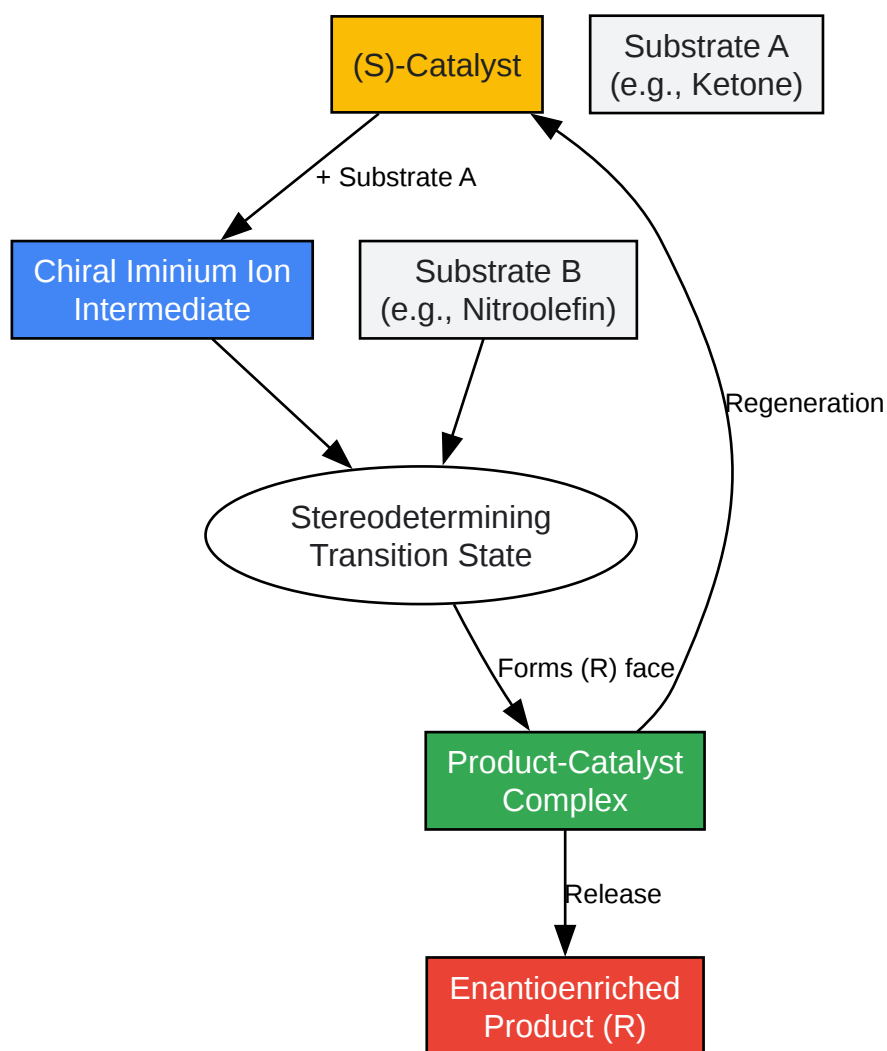 (S)-Catalyst
Substrate A
(e.g., Ketone)
+ Substrate A
Chiral Iminium Ion
Intermediate
Substrate B
(e.g., Nitroolefin)
Regeneration
Stereodetermining
Transition State
Forms (R) face
Product-Catalyst
Complex
Release
Enantioenriched
Product (R)